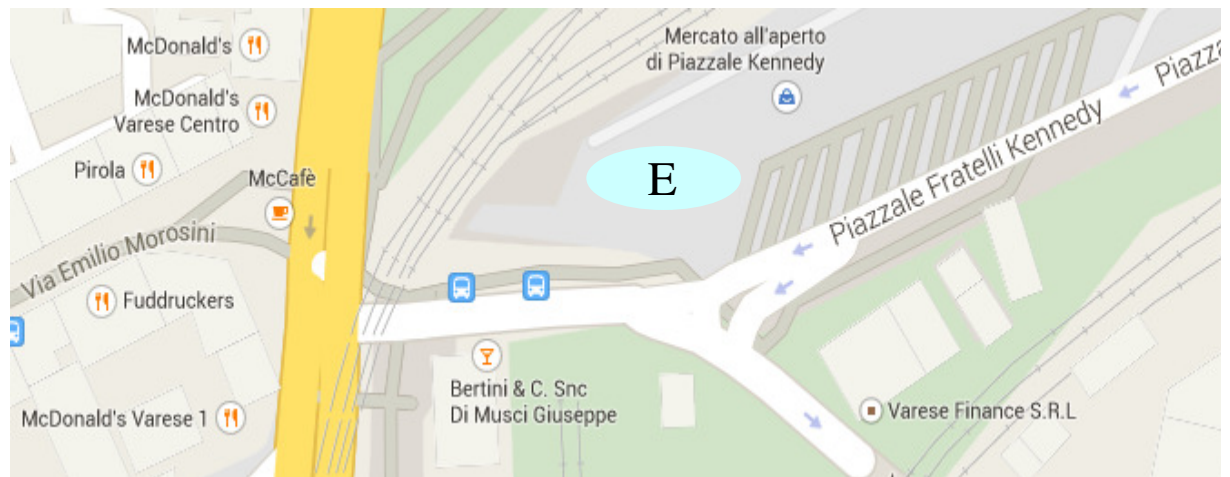 McDonald's
McDonald's
Varese Centro
Pirola
McCafè
Via Emilio Morosini
Fuddruckers
McDonald's Varese 1
Mercato all'aperto
di Piazzale Kennedy
E
Piazza
Piazzale Fratelli Kennedy
Bertini & C. Snc
Di Musci Giuseppe
Varese Finance S.R.L